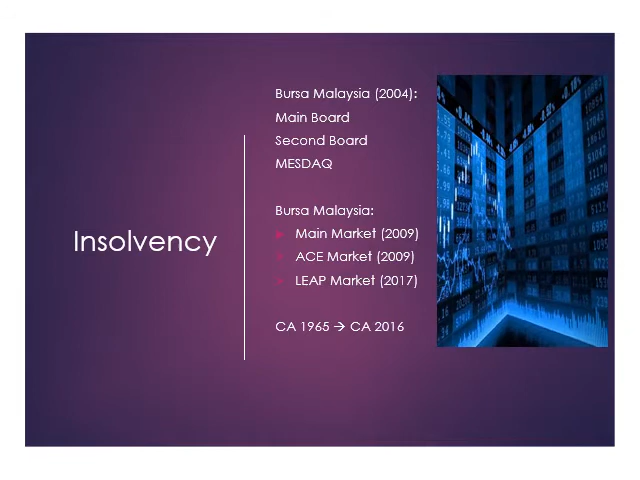 Insolvency
Bursa Malaysia (2004):
Main Board
Second Board
MESDAQ
Bursa Malaysia:
Main Market (2009)
ACE Market (2009)
LEAP Market (2017)
CA 1965 → CA 2016